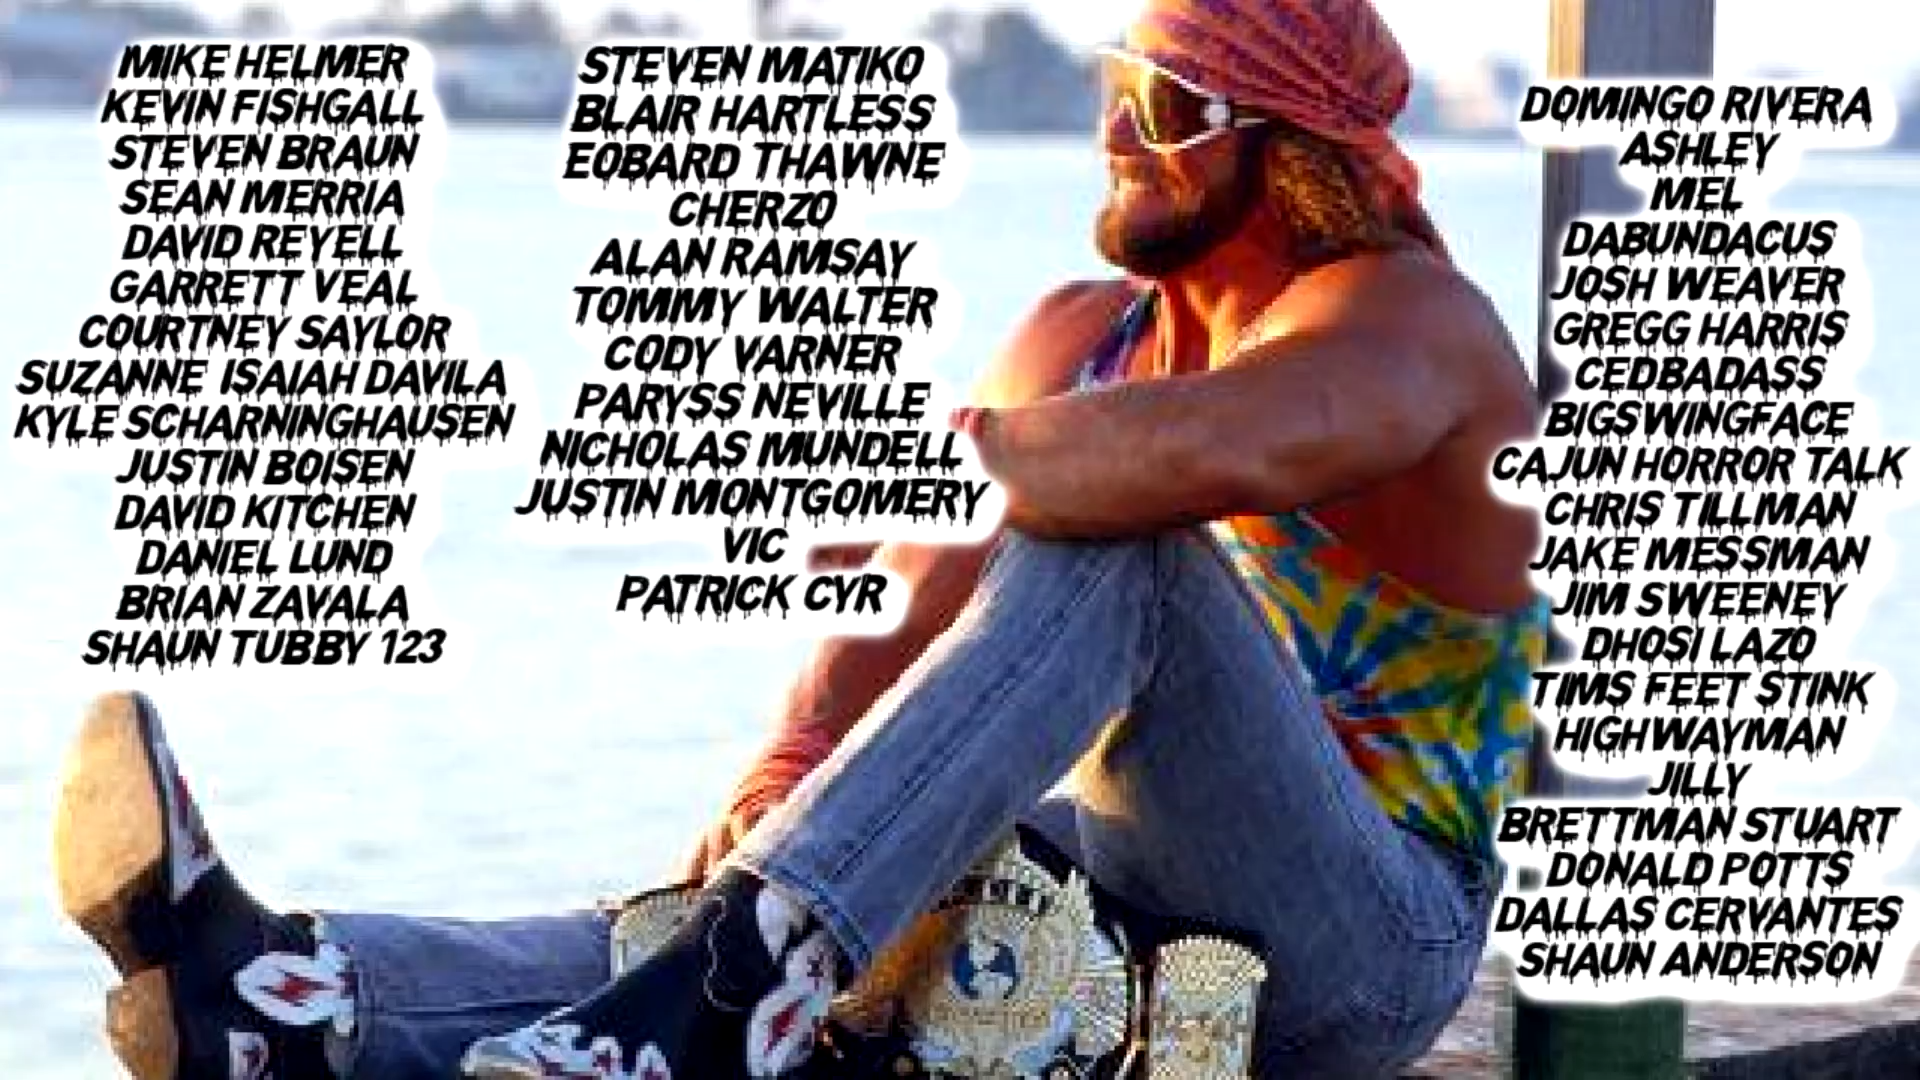 MIKE HELMER
KEVIN FISHGALL
STEVEN BRAUN
SEAN MERRIA
DAVID REYELL
GARRETT VEAL
COURTNEY SAYLOR
SUZANNE ISAIAH DAVILA
KYLE SCHARNINGHAUSEN
JUSTIN BOISEN
DAVID KITCHEN
DANIEL LUND
BRIAN ZAVALA
SHAUN TUBBY 123
STEVEN MATIKO
BLAIR HARTLESS
EOBARD THAWNE
CHERZO
ALAN RAMSAY
TOMMY WALTER
CODY VARNER
PARYSS NEVILLE
NICHOLAS MUNDELL
JUSTIN MONTGOMERY
VIC
PATRICK CYR
DOMINGO RIVERA
ASHLEY
MEL
DABUNDACUS
JOSH WEAVER
GREGG HARRIS
CEDBADASS
BIGSWINGFACE
CAJUN HORROR TALK
CHRIS TILLMAN
JAKE MESSMAN
JIM SWEENEY
DHOSI LAZO
TIMS FEET STINK
HIGHWAYMAN
JILLY
BRETTMAN STUART
DONALD POTTS
DALLAS CERVANTES
SHAUN ANDERSON